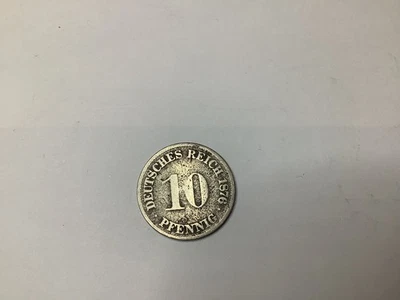 DEUTSCHES REICH 1876
10
PFENNIG